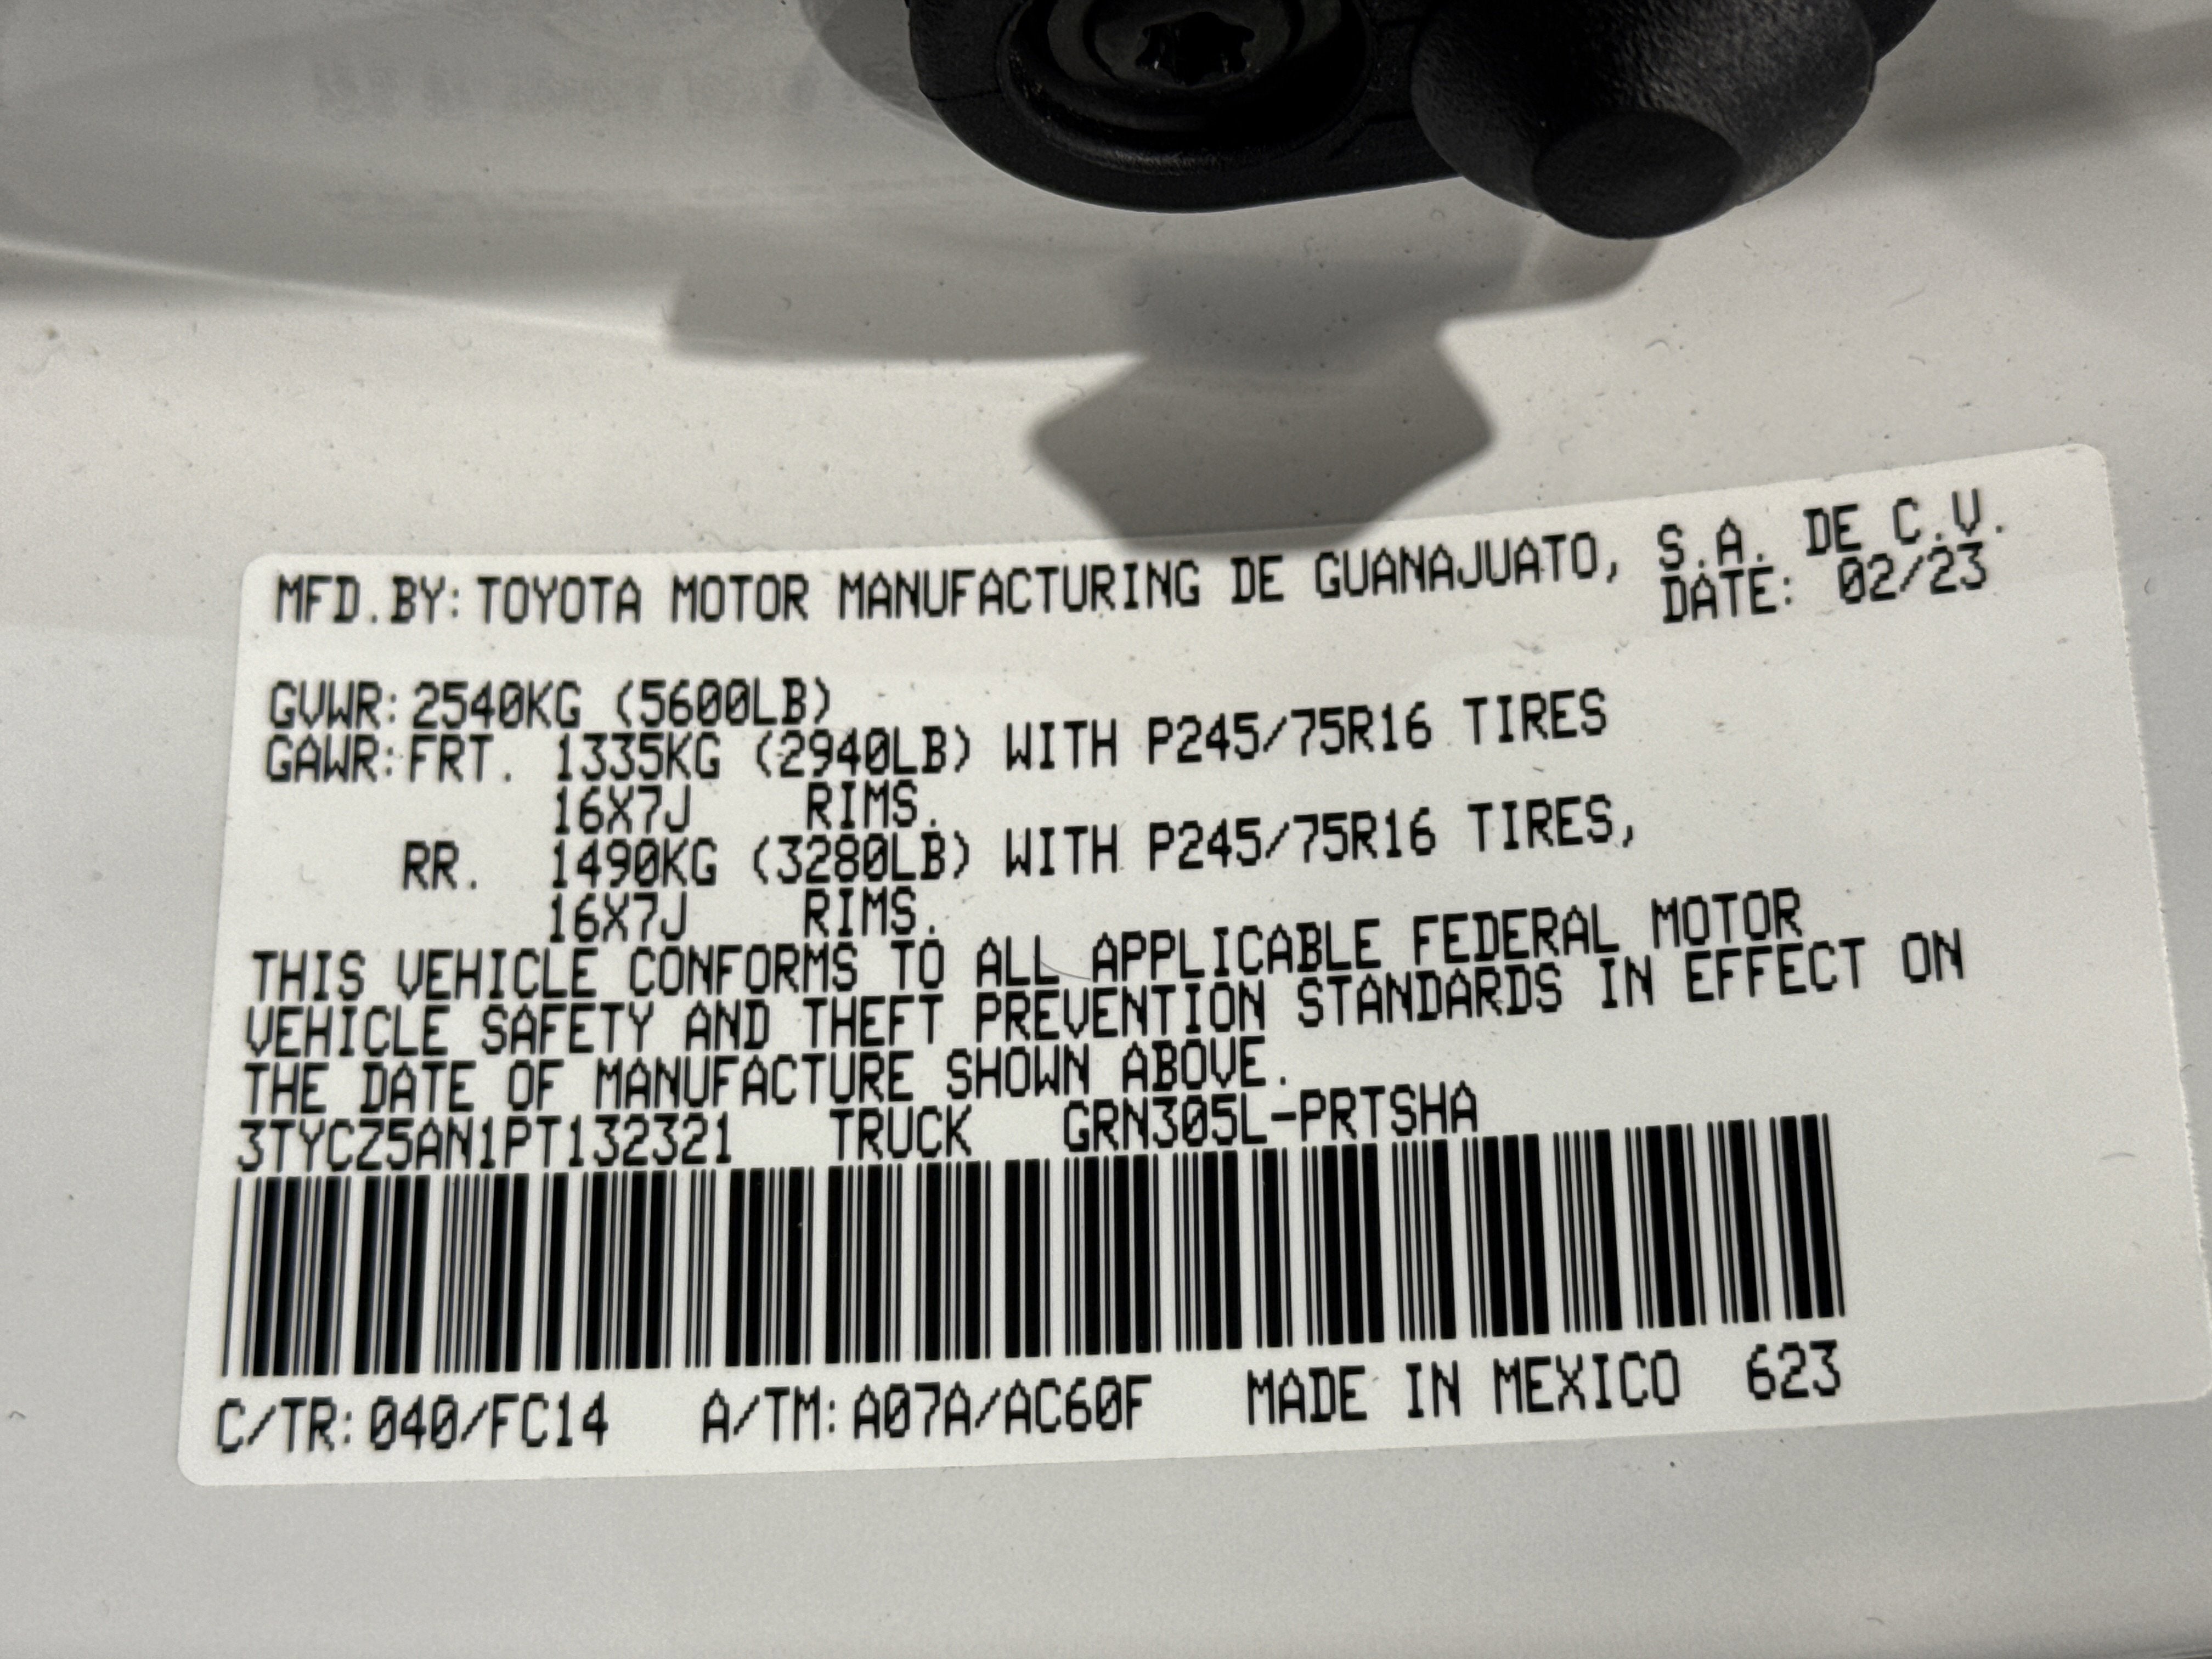 MFD.BY: TOYOTA MOTOR MANUFACTURING DE GUANAJUATO, S.A. DE C.V.
DATE: 02/23
GVWR: 2540KG (5600LB)
GAWR: FRT. 1335KG (2940LB) WITH P245/75R16 TIRES
16X7J RIMS.
RR. 1490KG (3280LB) WITH P245/75R16 TIRES,
16X7J RIMS.
THIS VEHICLE CONFORMS TO ALL APPLICABLE FEDERAL MOTOR
VEHICLE SAFETY AND THEFT PREVENTION STANDARDS IN EFFECT ON
THE DATE OF MANUFACTURE SHOWN ABOVE.
3TYCZ5AN1PT132321 TRUCK GRN305L-PRTSHA
C/TR: 040/FC14 A/TM: A07A/AC60F MADE IN MEXICO 623